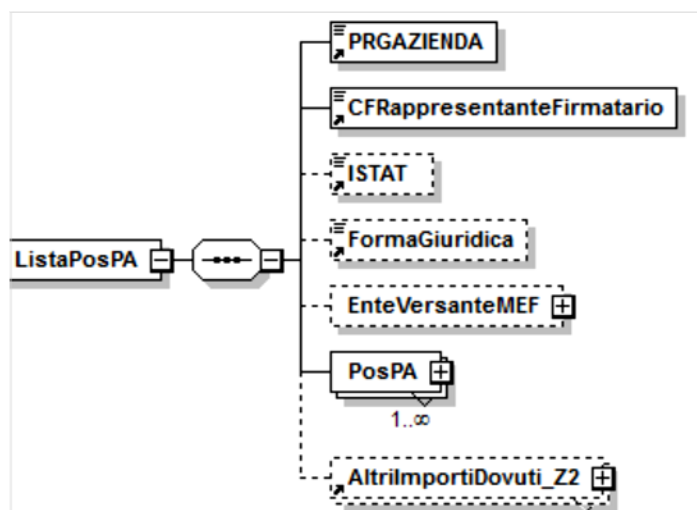 PRGAZIENDA
CFRappresentanteFirmatario
ISTAT
FormaGiuridica
ListaPosPA
EnteVersanteMEF
PosPA
1..∞
AltriImportiDovuti_Z2